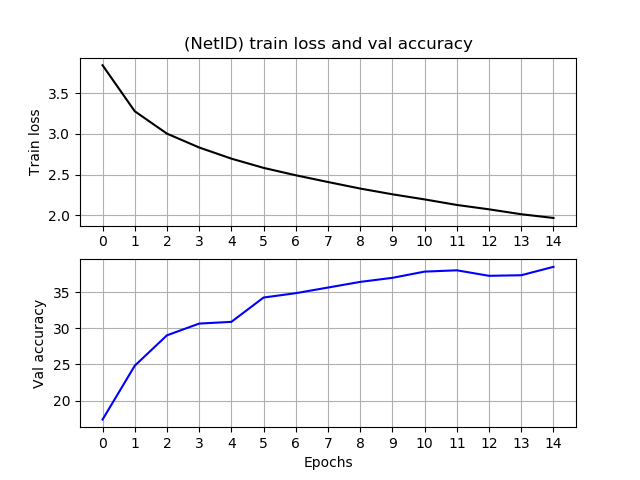 (NetID) train loss and val accuracy
3.5
3.0
2.5
2.0
Train loss
0 1 2 3 4 5 6 7 8 9 10 11 12 13 14
35
30
25
20
Val accuracy
0 1 2 3 4 5 6 7 8 9 10 11 12 13 14
Epochs